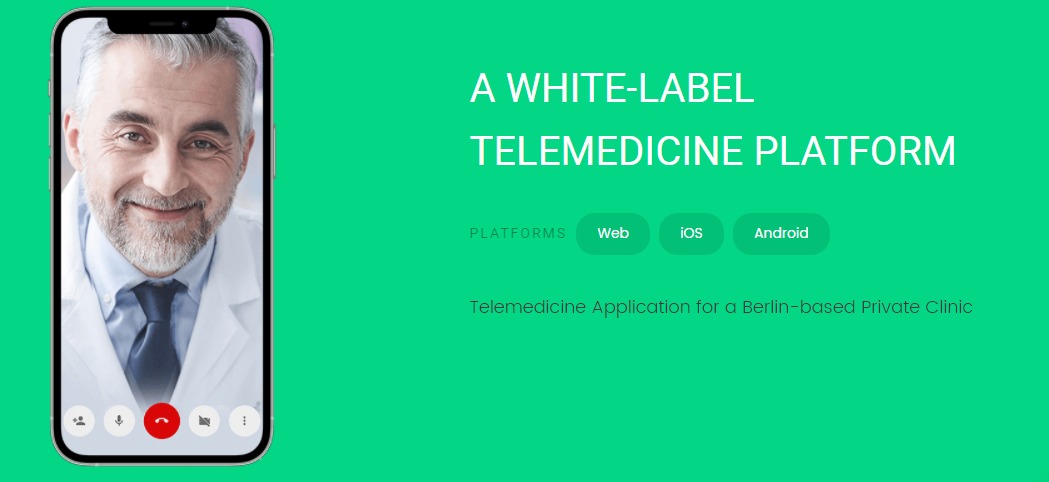 A WHITE-LABEL
TELEMEDICINE PLATFORM
PLATFORMS Web iOS Android
Telemedicine Application for a Berlin-based Private Clinic